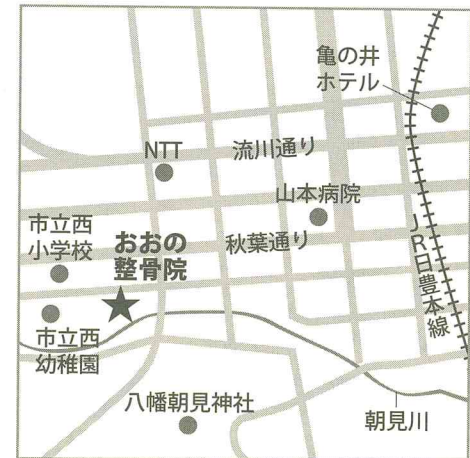 亀の井
ホテル
NTT
流川通り
山本病院
市立西
小学校
おおの
整骨院
秋葉通り
JR日豊本線
市立西
幼稚園
八幡朝見神社
朝見川